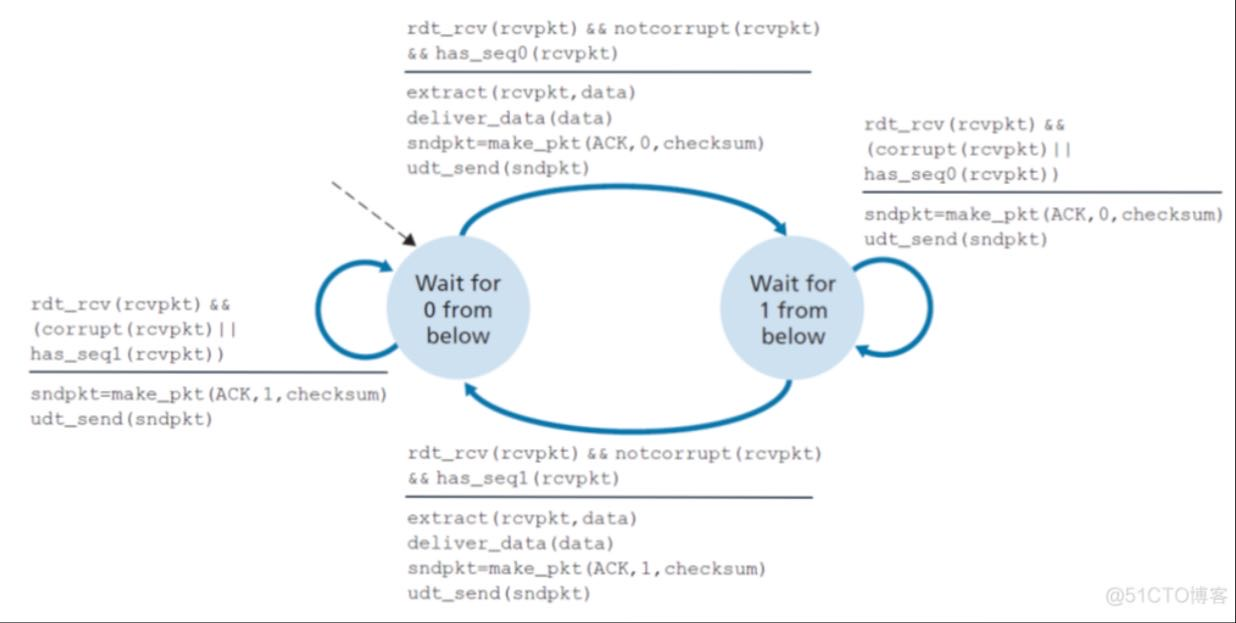 rdt_rcv(rcvpkt) && notcorrupt(rcvpkt)
&& has_seq0(rcvpkt)
extract(rcvpkt,data)
deliver_data(data)
sndpkt=make_pkt(ACK,0,checksum)
udt_send(sndpkt)
rdt_rcv(rcvpkt) &&
(corrupt(rcvpkt)||
has_seq0(rcvpkt))
sndpkt=make_pkt(ACK,0,checksum)
udt_send(sndpkt)
Wait for
0 from
below
Wait for
1 from
below
rdt_rcv(rcvpkt) &&
(corrupt(rcvpkt)||
has_seq1(rcvpkt))
sndpkt=make_pkt(ACK,1,checksum)
udt_send(sndpkt)
rdt_rcv(rcvpkt) && notcorrupt(rcvpkt)
&& has_seq1(rcvpkt)
extract(rcvpkt,data)
deliver_data(data)
sndpkt=make_pkt(ACK,1,checksum)
udt_send(sndpkt)
@51CTO博客